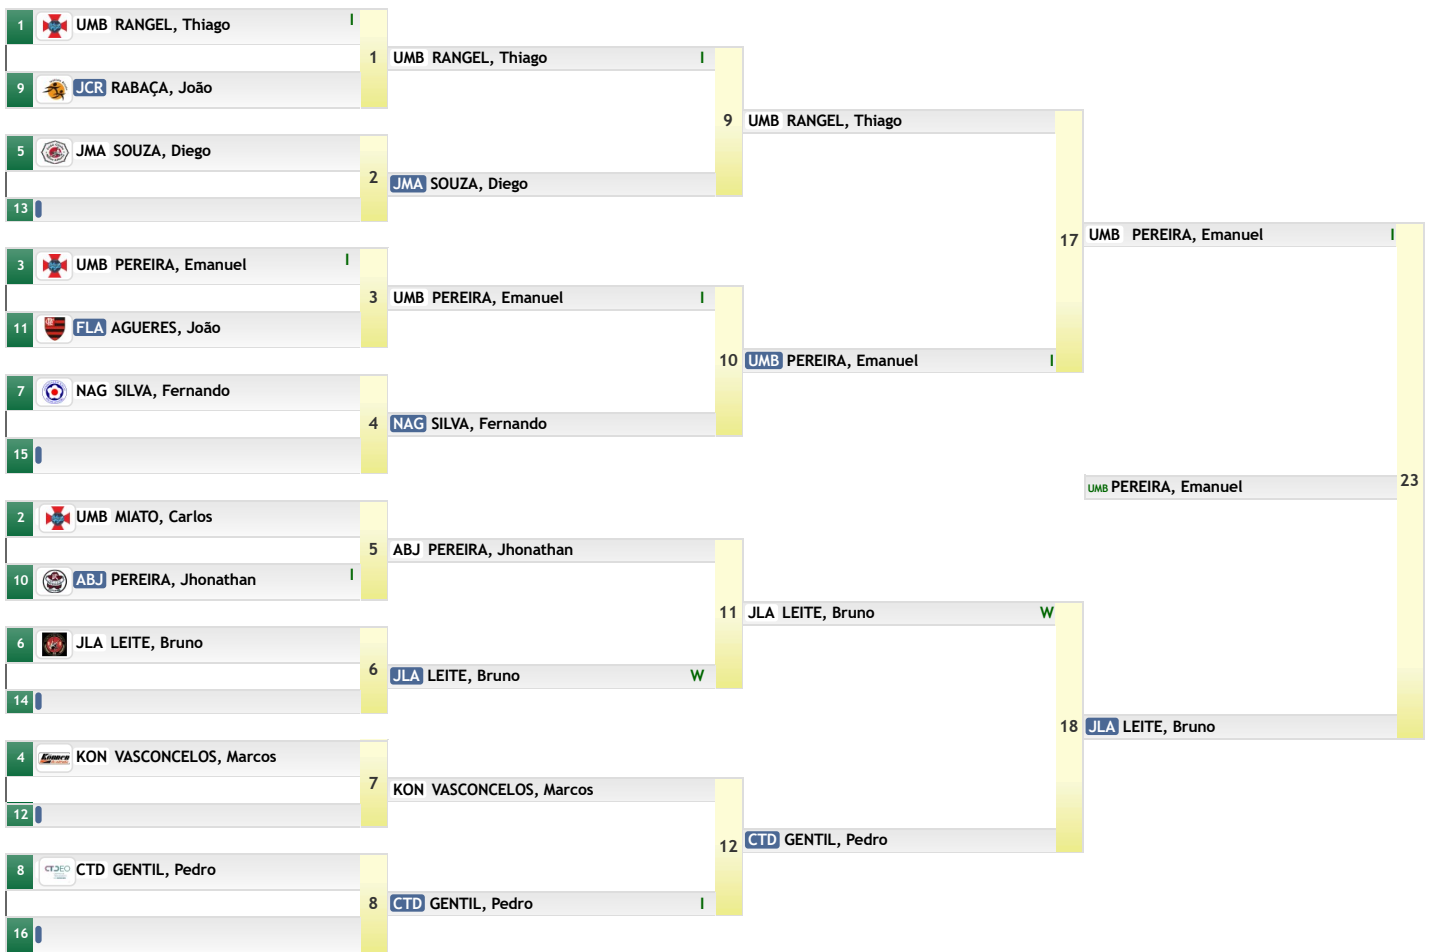 1 UMB RANGEL, Thiago I
9 JCR RABAÇA, João
1
5 JMA SOUZA, Diego
13
2
3 UMB PEREIRA, Emanuel I
11 FLA AGUERES, João
3
7 NAG SILVA, Fernando
15
4
2 UMB MIATO, Carlos
10 ABJ PEREIRA, Jhonathan I
5
6 JLA LEITE, Bruno
14
6
4 Können KON VASCONCELOS, Marcos
12
7
8 CTDEO CTD GENTIL, Pedro
16
8
UMB RANGEL, Thiago I
JMA SOUZA, Diego
9
UMB PEREIRA, Emanuel I
NAG SILVA, Fernando
10
ABJ PEREIRA, Jhonathan
JLA LEITE, Bruno W
11
KON VASCONCELOS, Marcos
CTD GENTIL, Pedro I
12
UMB RANGEL, Thiago
UMB PEREIRA, Emanuel I
17
JLA LEITE, Bruno W
CTD GENTIL, Pedro
18
UMB PEREIRA, Emanuel I
JLA LEITE, Bruno
23
UMB PEREIRA, Emanuel